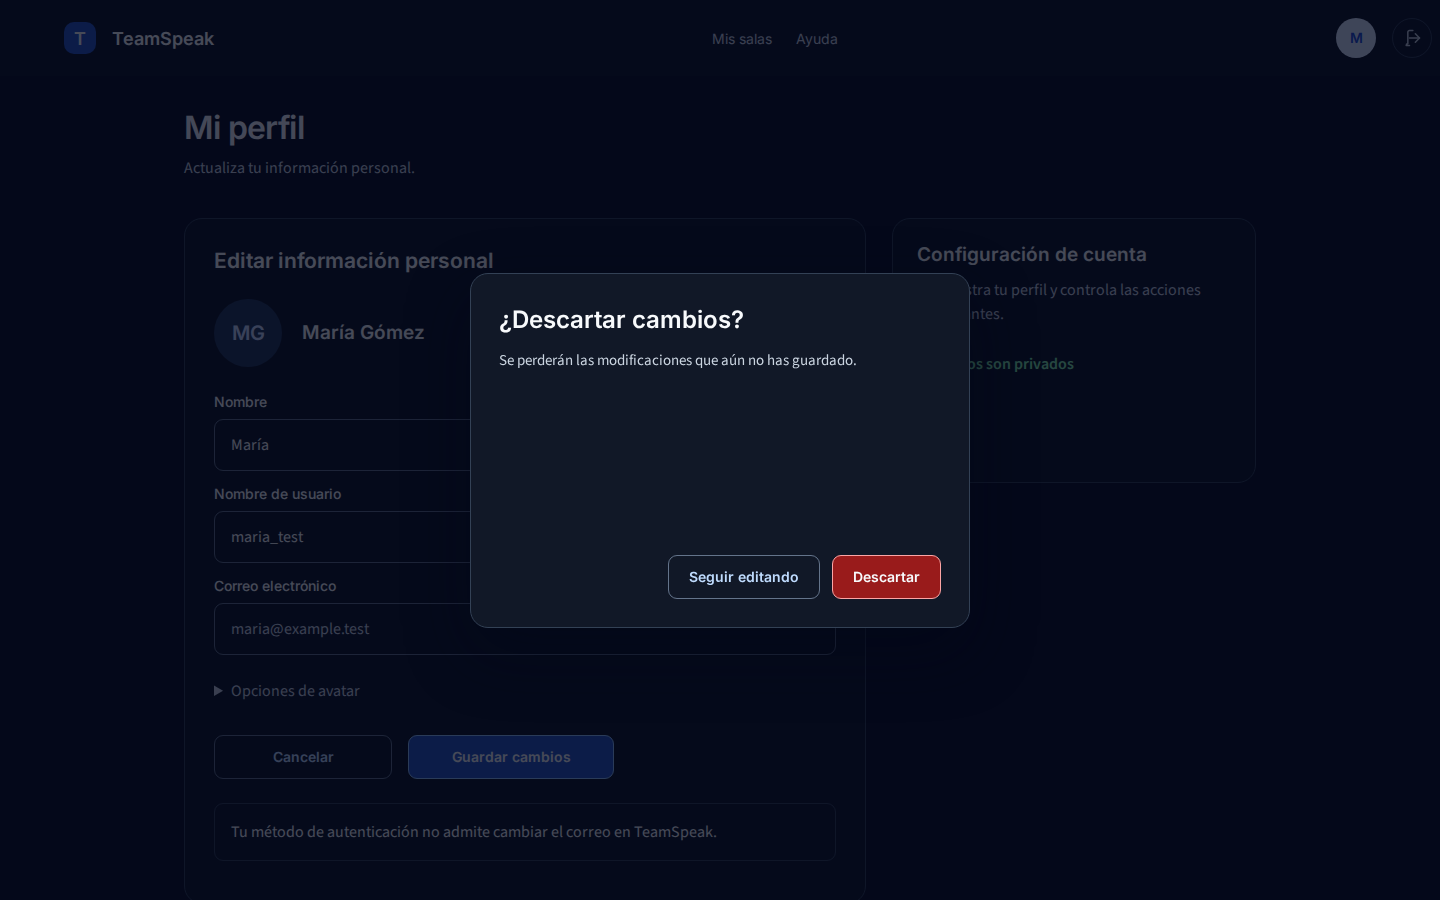 T TeamSpeak
Mis salas Ayuda
M
Mi perfil
Actualiza tu información personal.
Editar información personal
MG María Gómez
Nombre
María
Nombre de usuario
maria_test
Correo electrónico
maria@example.test
Opciones de avatar
Cancelar Guardar cambios
Tu método de autenticación no admite cambiar el correo en TeamSpeak.
Configuración de cuenta
tu perfil y controla las acciones
son privados
¿Descartar cambios?
Se perderán las modificaciones que aún no has guardado.
Seguir editando Descartar